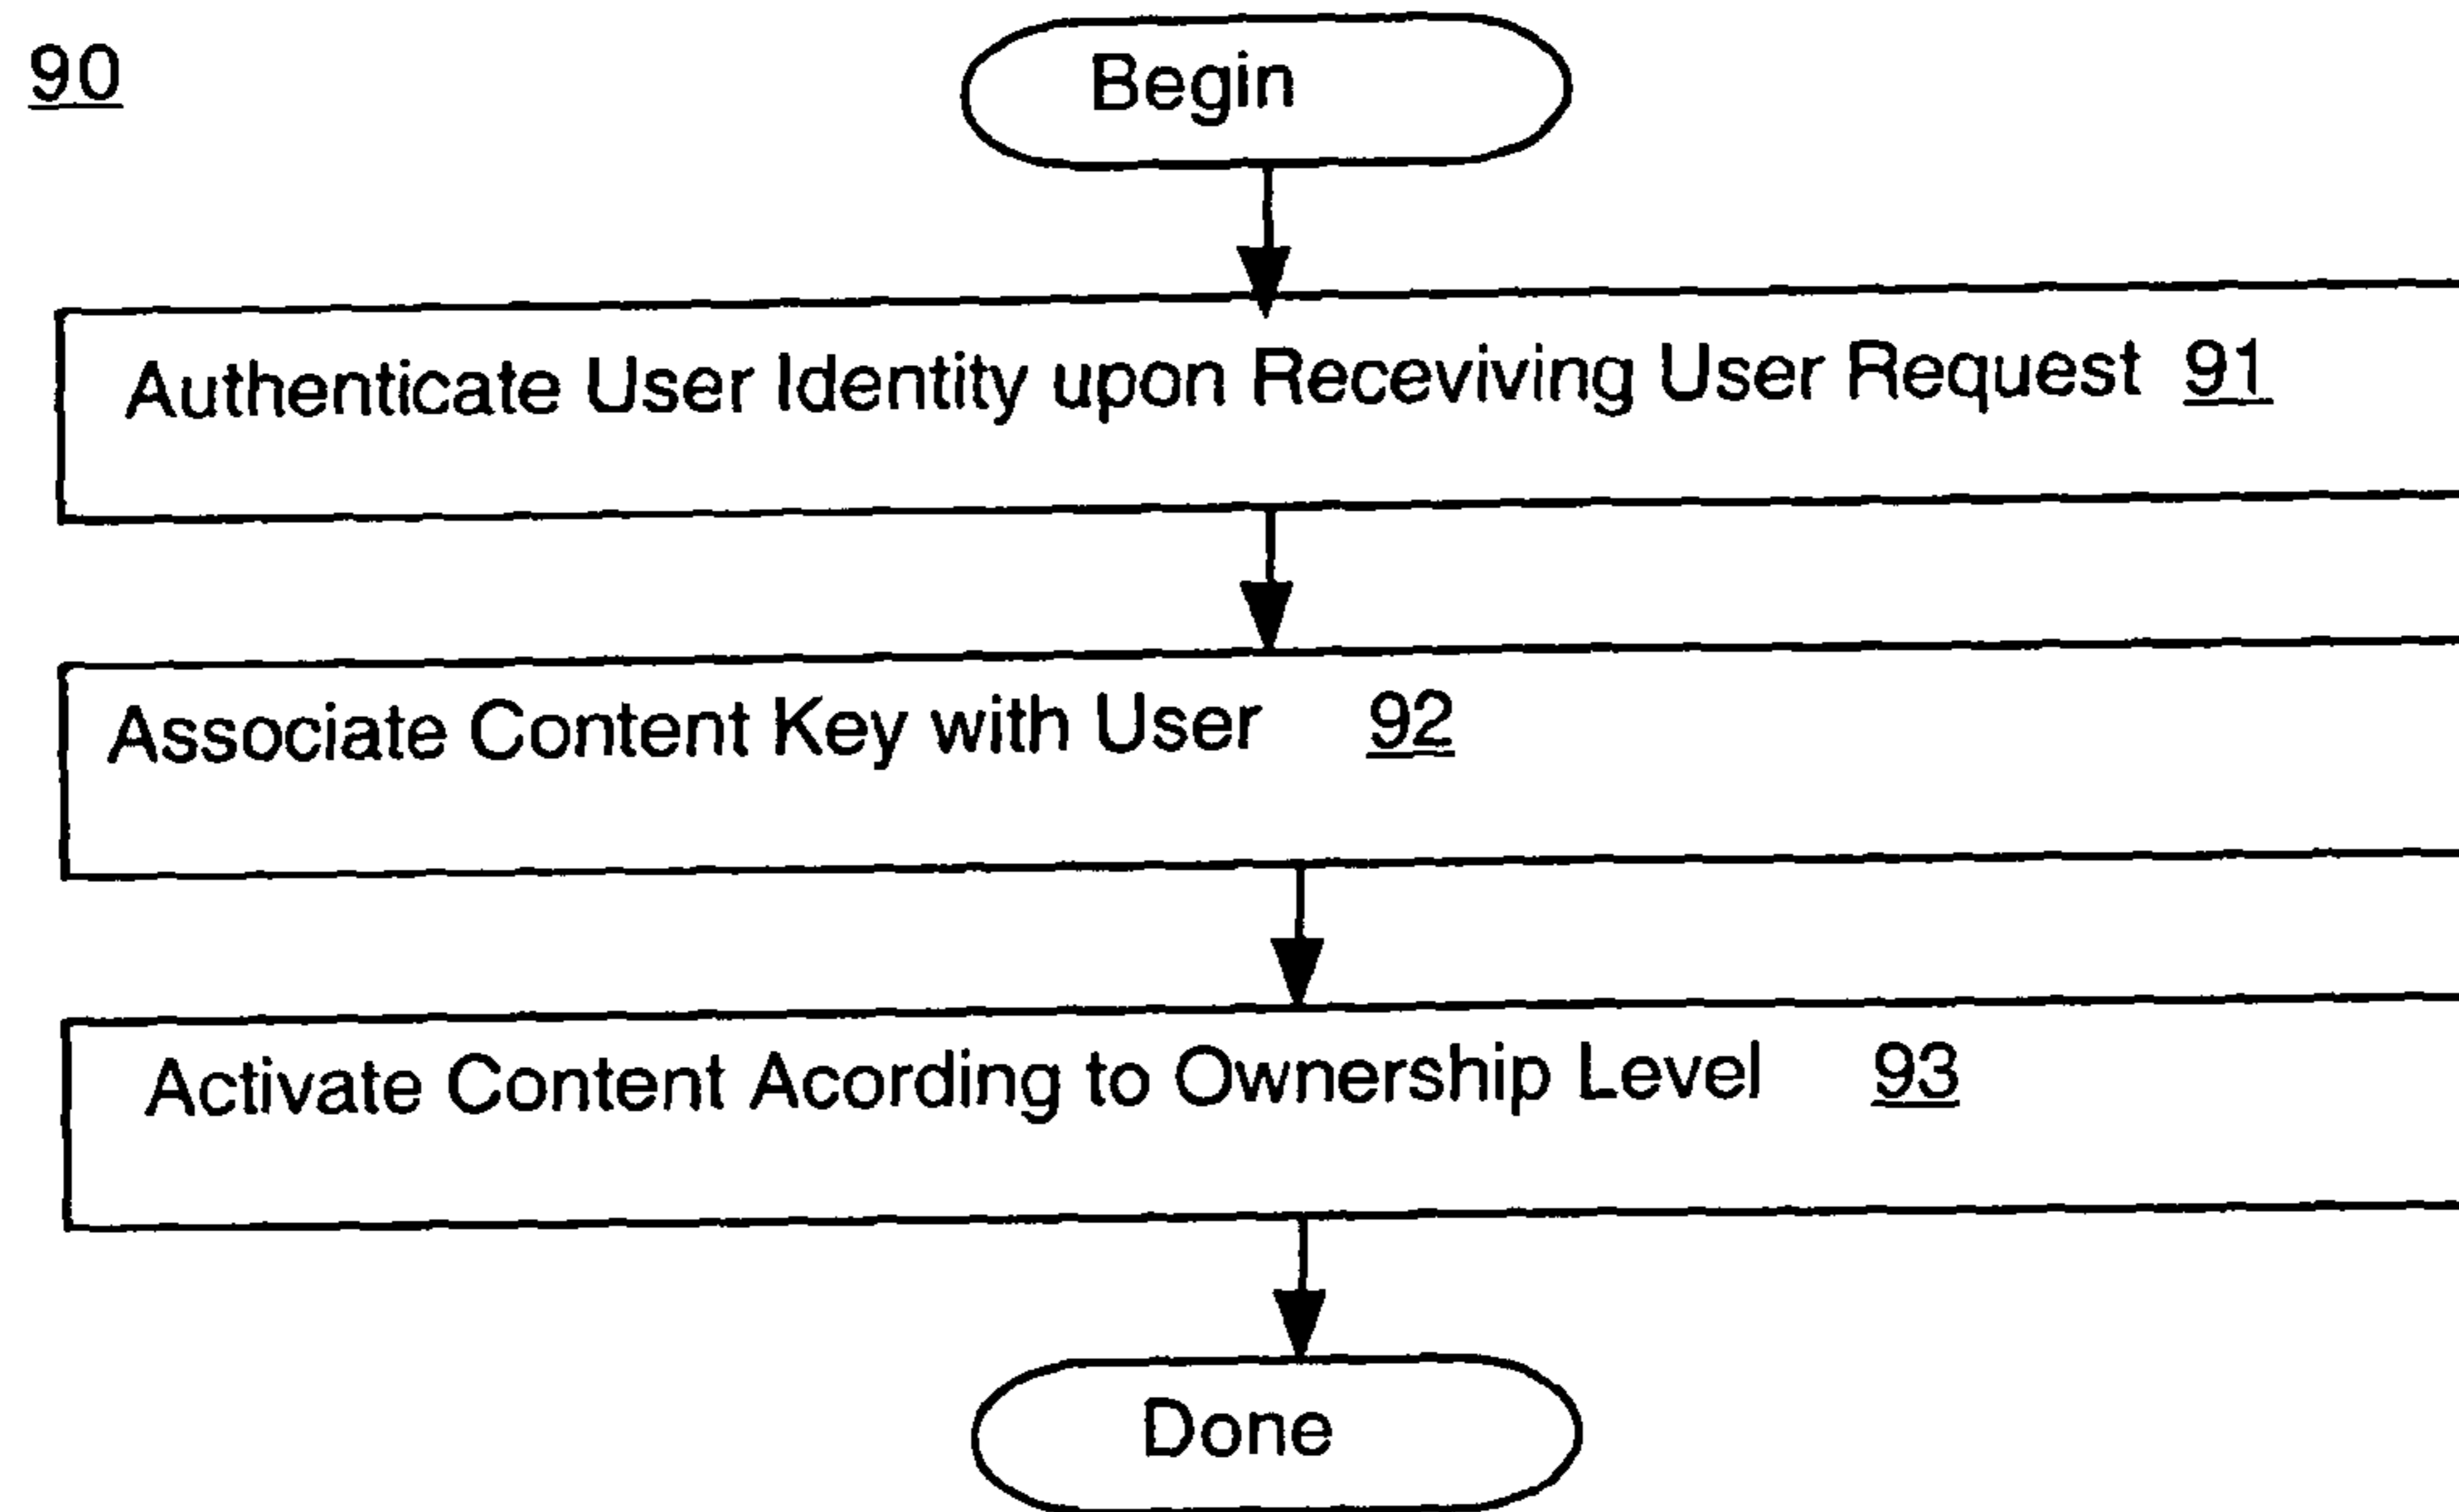 90
Begin
Authenticate User Identity upon Receviving User Request 91
Associate Content Key with User 92
Activate Content Acording to Ownership Level 93
Done